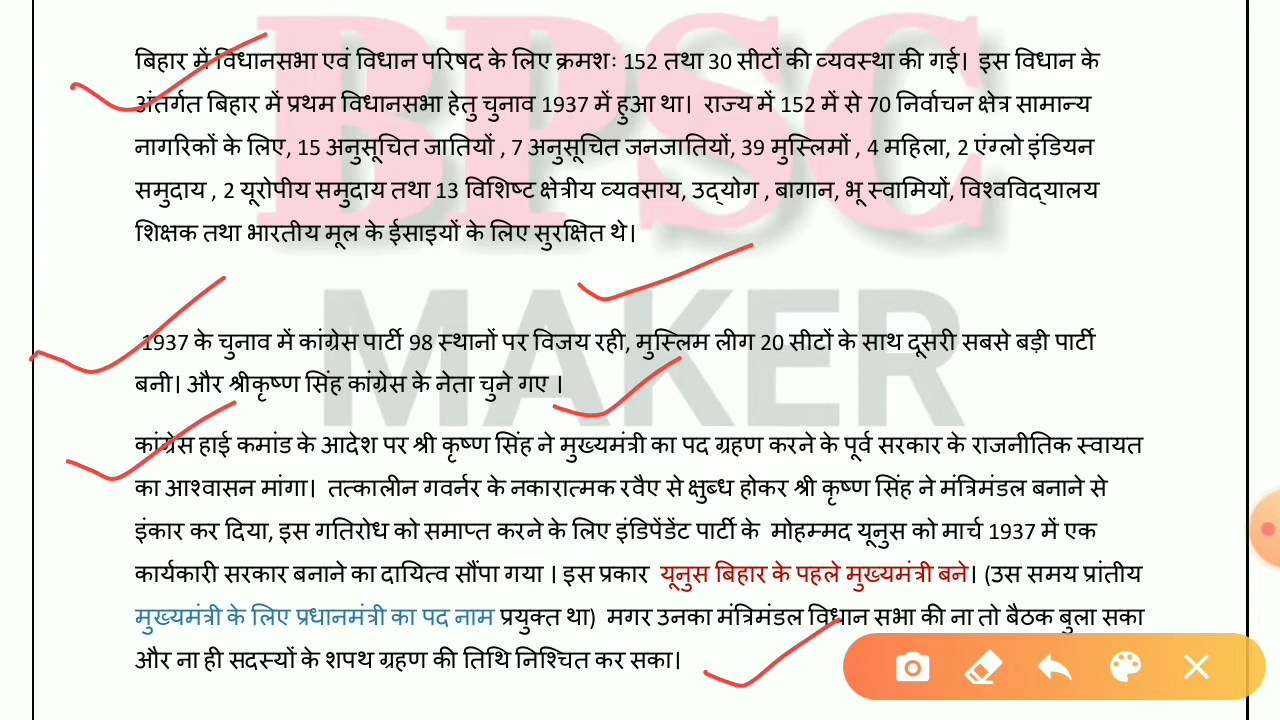 BPSC
MAKER
बिहार में विधानसभा एवं विधान परिषद के लिए क्रमशः 152 तथा 30 सीटों की व्यवस्था की गई। इस विधान के
अंतर्गत बिहार में प्रथम विधानसभा हेतु चुनाव 1937 में हुआ था। राज्य में 152 में से 70 निर्वाचन क्षेत्र सामान्य
नागरिकों के लिए, 15 अनुसूचित जातियों , 7 अनुसूचित जनजातियों, 39 मुस्लिमों , 4 महिला, 2 एंग्लो इंडियन
समुदाय , 2 यूरोपीय समुदाय तथा 13 विशिष्ट क्षेत्रीय व्यवसाय, उद्योग , बागान, भू स्वामियों, विश्वविद्यालय
शिक्षक तथा भारतीय मूल के ईसाइयों के लिए सुरक्षित थे।
1937 के चुनाव में कांग्रेस पार्टी 98 स्थानों पर विजय रही, मुस्लिम लीग 20 सीटों के साथ दूसरी सबसे बड़ी पार्टी
बनी। और श्रीकृष्ण सिंह कांग्रेस के नेता चुने गए ।
कांग्रेस हाई कमांड के आदेश पर श्री कृष्ण सिंह ने मुख्यमंत्री का पद ग्रहण करने के पूर्व सरकार के राजनीतिक स्वायत
का आश्वासन मांगा। तत्कालीन गवर्नर के नकारात्मक रवैए से क्षुब्ध होकर श्री कृष्ण सिंह ने मंत्रिमंडल बनाने से
इंकार कर दिया, इस गतिरोध को समाप्त करने के लिए इंडिपेंडेंट पार्टी के मोहम्मद यूनुस को मार्च 1937 में एक
कार्यकारी सरकार बनाने का दायित्व सौंपा गया । इस प्रकार यूनुस बिहार के पहले मुख्यमंत्री बने। (उस समय प्रांतीय
मुख्यमंत्री के लिए प्रधानमंत्री का पद नाम प्रयुक्त था) मगर उनका मंत्रिमंडल विधान सभा की ना तो बैठक बुला सका
और ना ही सदस्यों के शपथ ग्रहण की तिथि निश्चित कर सका।